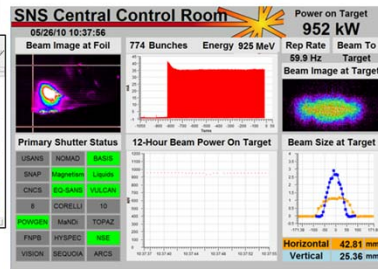 SNS Central Control Room
05/26/10 10:37:56
Power on Target
952 kW
Beam Image at Foil
774 Bunches Energy 925 MeV
Rep Rate Beam To
59.9 Hz Target
Beam Image at Target
Primary Shutter Status
12-Hour Beam Power On Target
Beam Size at Target
USANS NOMAD BASIS
SNAP Magnetism Liquids
CNCS EQ-SANS VULCAN
8 CORELLI 10
POWGEN MaNDi TOPAZ
FNPB HYSPEC NSE
VISION SEQUOIA ARCS
Horizontal 42.81 mm
Vertical 25.36 mm